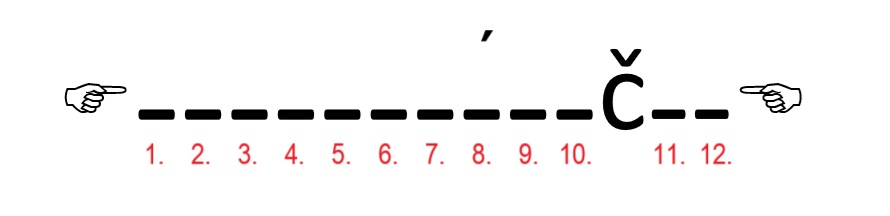 ☞ _ _ _ _ _ _ _ _́ _ _ Č _ _ ☜
1. 2. 3. 4. 5. 6. 7. 8. 9. 10. 11. 12.